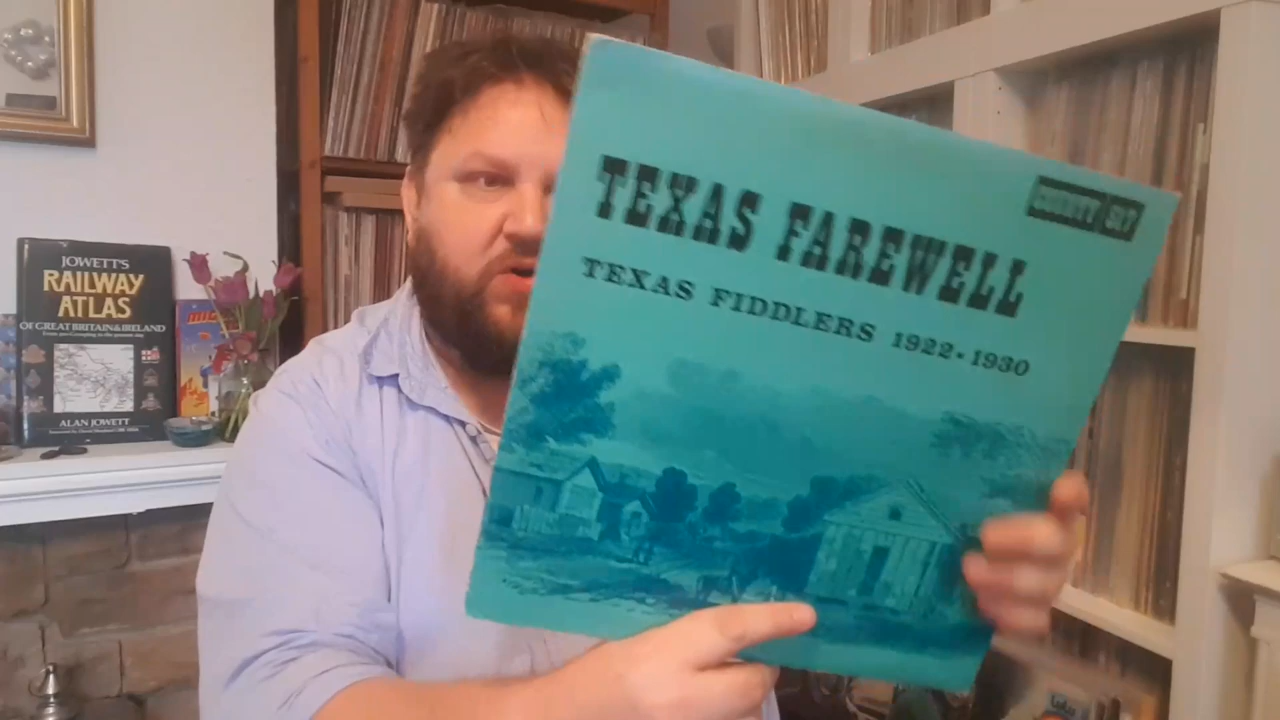 TEXAS FAREWELL
TEXAS FIDDLERS 1922-1930
COUNTY 517
JOWETT'S
RAILWAY
ATLAS
OF GREAT BRITAIN & IRELAND
ALAN JOWETT